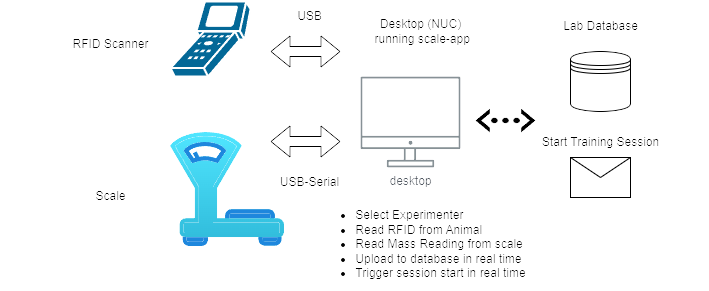 RFID Scanner
USB
Desktop (NUC)
running scale-app
Lab Database
Scale
USB-Serial
desktop
Start Training Session
• Select Experimenter
• Read RFID from Animal
• Read Mass Reading from scale
• Upload to database in real time
• Trigger session start in real time